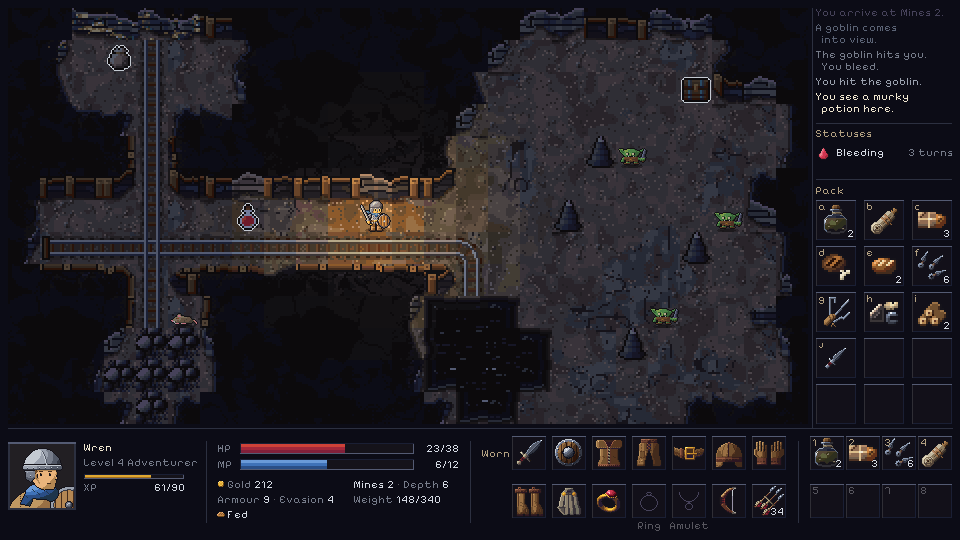 You arrive at Mines 2.
A goblin comes
into view.
The goblin hits you.
You bleed.
You hit the goblin.
You see a murky
potion here.
Statuses
Bleeding 3 turns
Pack
a 2
b
c 3
d
e 2
f 6
g
h
i 2
j
Wren
Level 4 Adventurer
XP 61/90
HP 23/38
MP 6/12
Gold 212
Mines 2 · Depth 6
Armour 9 · Evasion 4
Weight 148/340
Fed
Worn
34
Ring Amulet
1 2
2 3
3 6
4
5 6 7 8